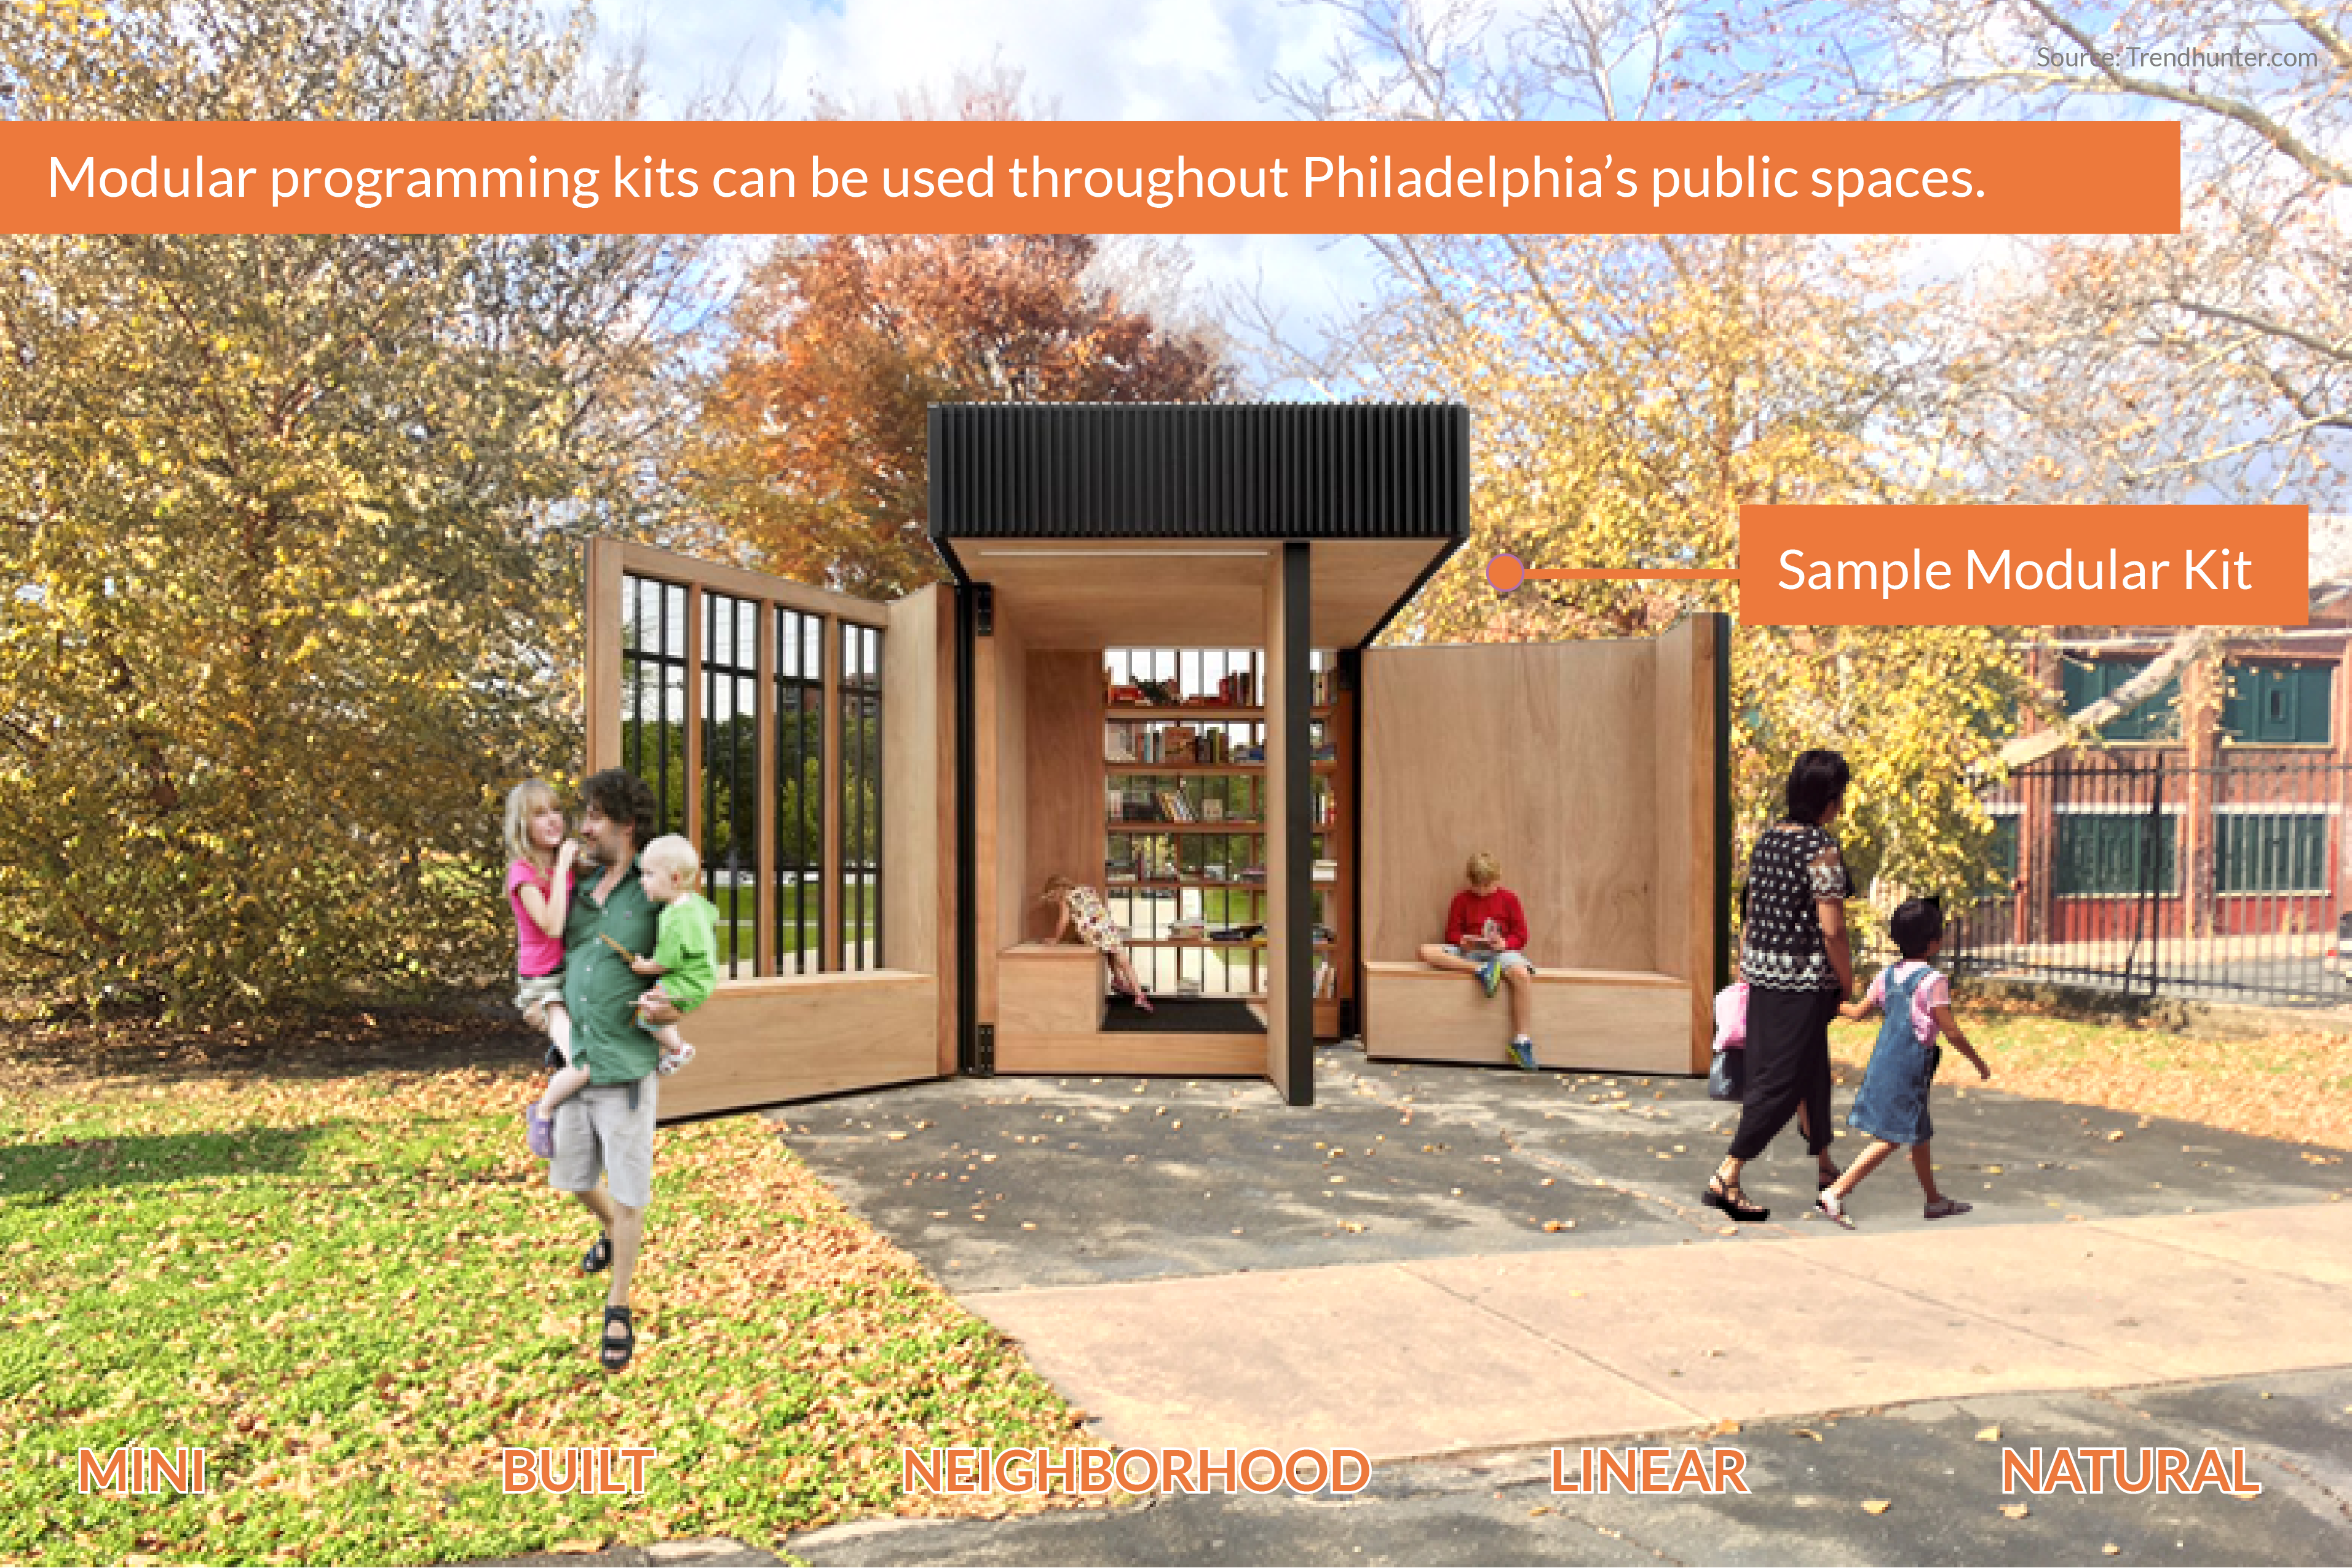 Source: Trendhunter.com
Modular programming kits can be used throughout Philadelphia’s public spaces.
Sample Modular Kit
MINI BUILT NEIGHBORHOOD LINEAR NATURAL